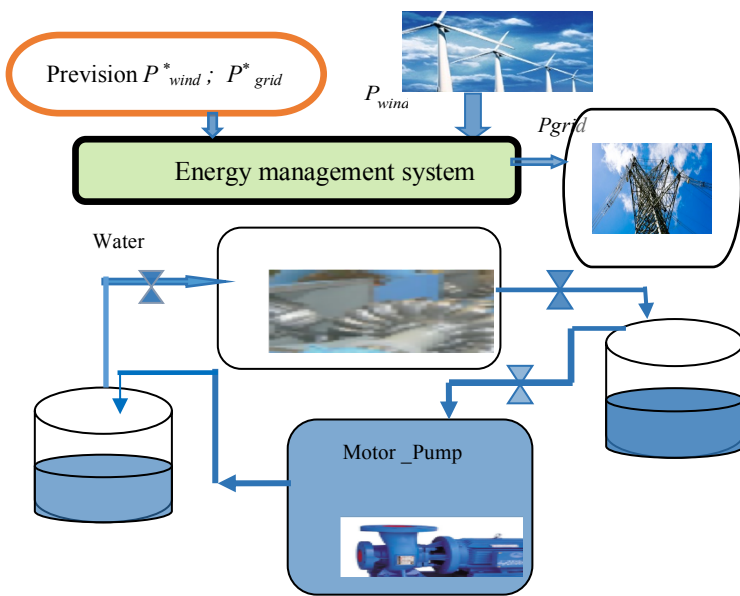 Prevision P*wind ; P*grid
Pwind
Pgrid
Energy management system
Water
Motor _Pump